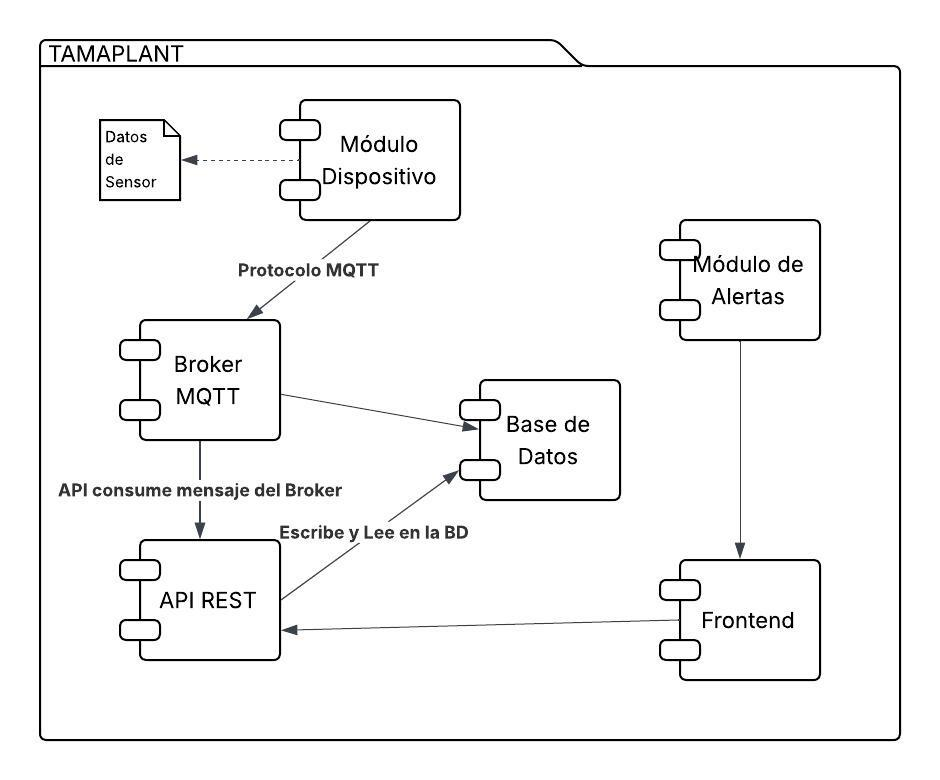 TAMAPLANT
Datos
de
Sensor
Módulo
Dispositivo
Protocolo MQTT
Módulo de
Alertas
Broker
MQTT
Base de
Datos
API consume mensaje del Broker
Escribe y Lee en la BD
API REST
Frontend